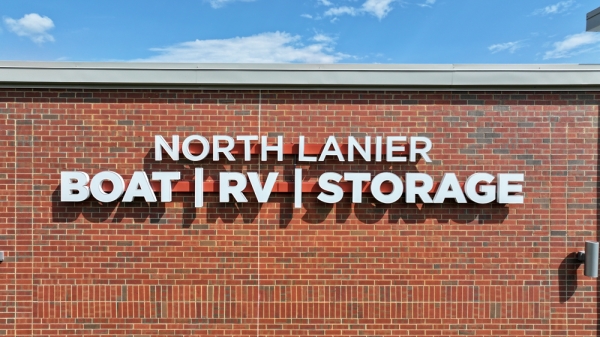 NORTH LANIER
BOAT | RV | STORAGE